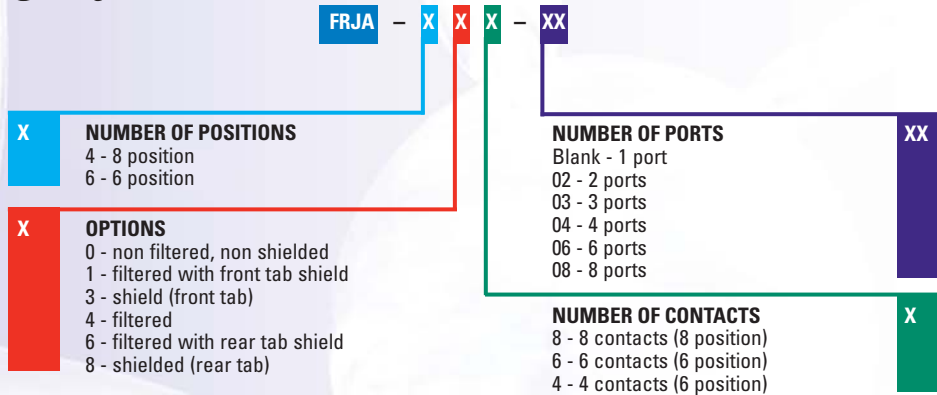 FRJA – X X X – XX
X
NUMBER OF POSITIONS
4 - 8 position
6 - 6 position
X
OPTIONS
0 - non filtered, non shielded
1 - filtered with front tab shield
3 - shield (front tab)
4 - filtered
6 - filtered with rear tab shield
8 - shielded (rear tab)
NUMBER OF PORTS
XX
Blank - 1 port
02 - 2 ports
03 - 3 ports
04 - 4 ports
06 - 6 ports
08 - 8 ports
NUMBER OF CONTACTS
X
8 - 8 contacts (8 position)
6 - 6 contacts (6 position)
4 - 4 contacts (6 position)